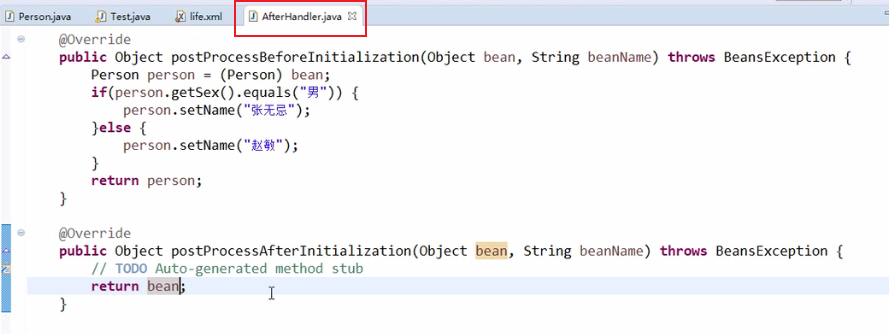 Person.java Test.java life.xml AfterHandler.java
@Override
public Object postProcessBeforeInitialization(Object bean, String beanName) throws BeansException {
Person person = (Person) bean;
if(person.getSex().equals("男")) {
person.setName("张无忌");
}else {
person.setName("赵敏");
}
return person;
}
@Override
public Object postProcessAfterInitialization(Object bean, String beanName) throws BeansException {
// TODO Auto-generated method stub
return bean;
}